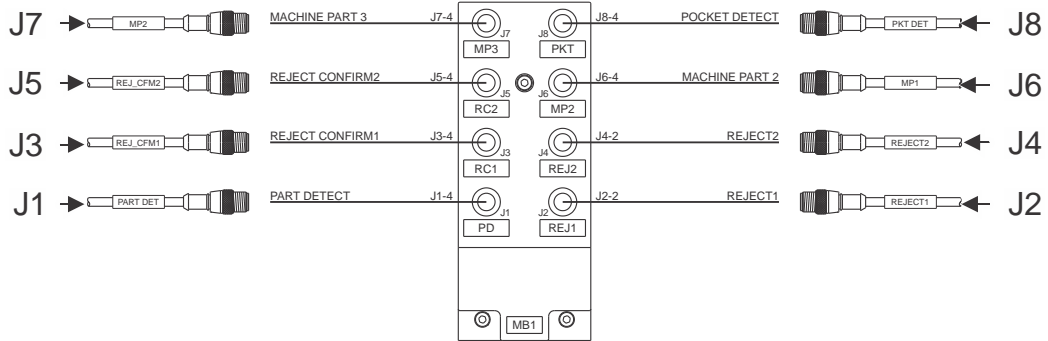 J7 MP2 MACHINE PART 3 J7-4 J7 J8 J8-4 POCKET DETECT PKT DET J8
MP3 PKT
J5 REJ_CFM2 REJECT CONFIRM2 J5-4 J5 J6 J6-4 MACHINE PART 2 MP1 J6
RC2 MP2
J3 REJ_CFM1 REJECT CONFIRM1 J3-4 J3 J4 J4-2 REJECT2 REJECT2 J4
RC1 REJ2
J1 PART DET PART DETECT J1-4 J1 J2 J2-2 REJECT1 REJECT1 J2
PD REJ1
MB1